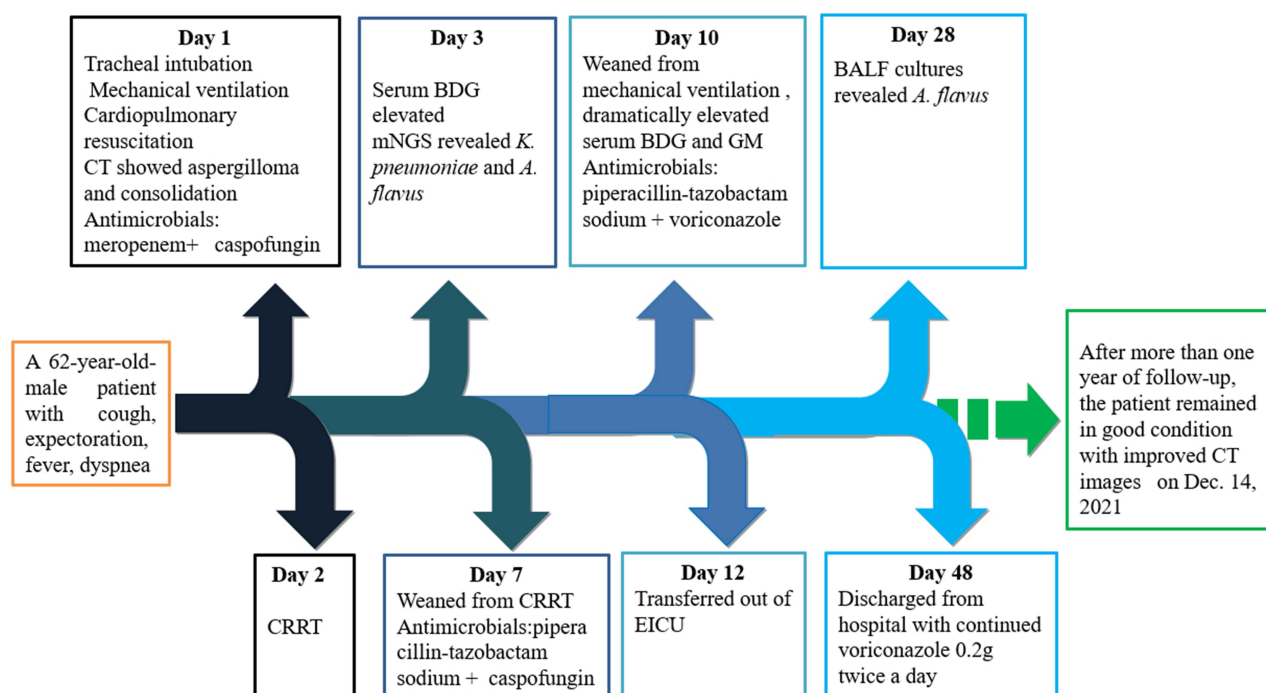 Day 1
Tracheal intubation
Mechanical ventilation
Cardiopulmonary
resuscitation
CT showed aspergilloma
and consolidation
Antimicrobials:
meropenem+ caspofungin
Day 3
Serum BDG
elevated
mNGS revealed K.
pneumoniae and A.
flavus
Day 10
Weaned from
mechanical ventilation ,
dramatically elevated
serum BDG and GM
Antimicrobials:
piperacillin-tazobactam
sodium + voriconazole
Day 28
BALF cultures
revealed A. flavus
A 62-year-old-
male patient
with cough,
expectoration,
fever, dyspnea
After more than one
year of follow-up,
the patient remained
in good condition
with improved CT
images on Dec. 14,
2021
Day 2
CRRT
Day 7
Weaned from CRRT
Antimicrobials:pipera
cillin-tazobactam
sodium + caspofungin
Day 12
Transferred out of
EICU
Day 48
Discharged from
hospital with continued
voriconazole 0.2g
twice a day